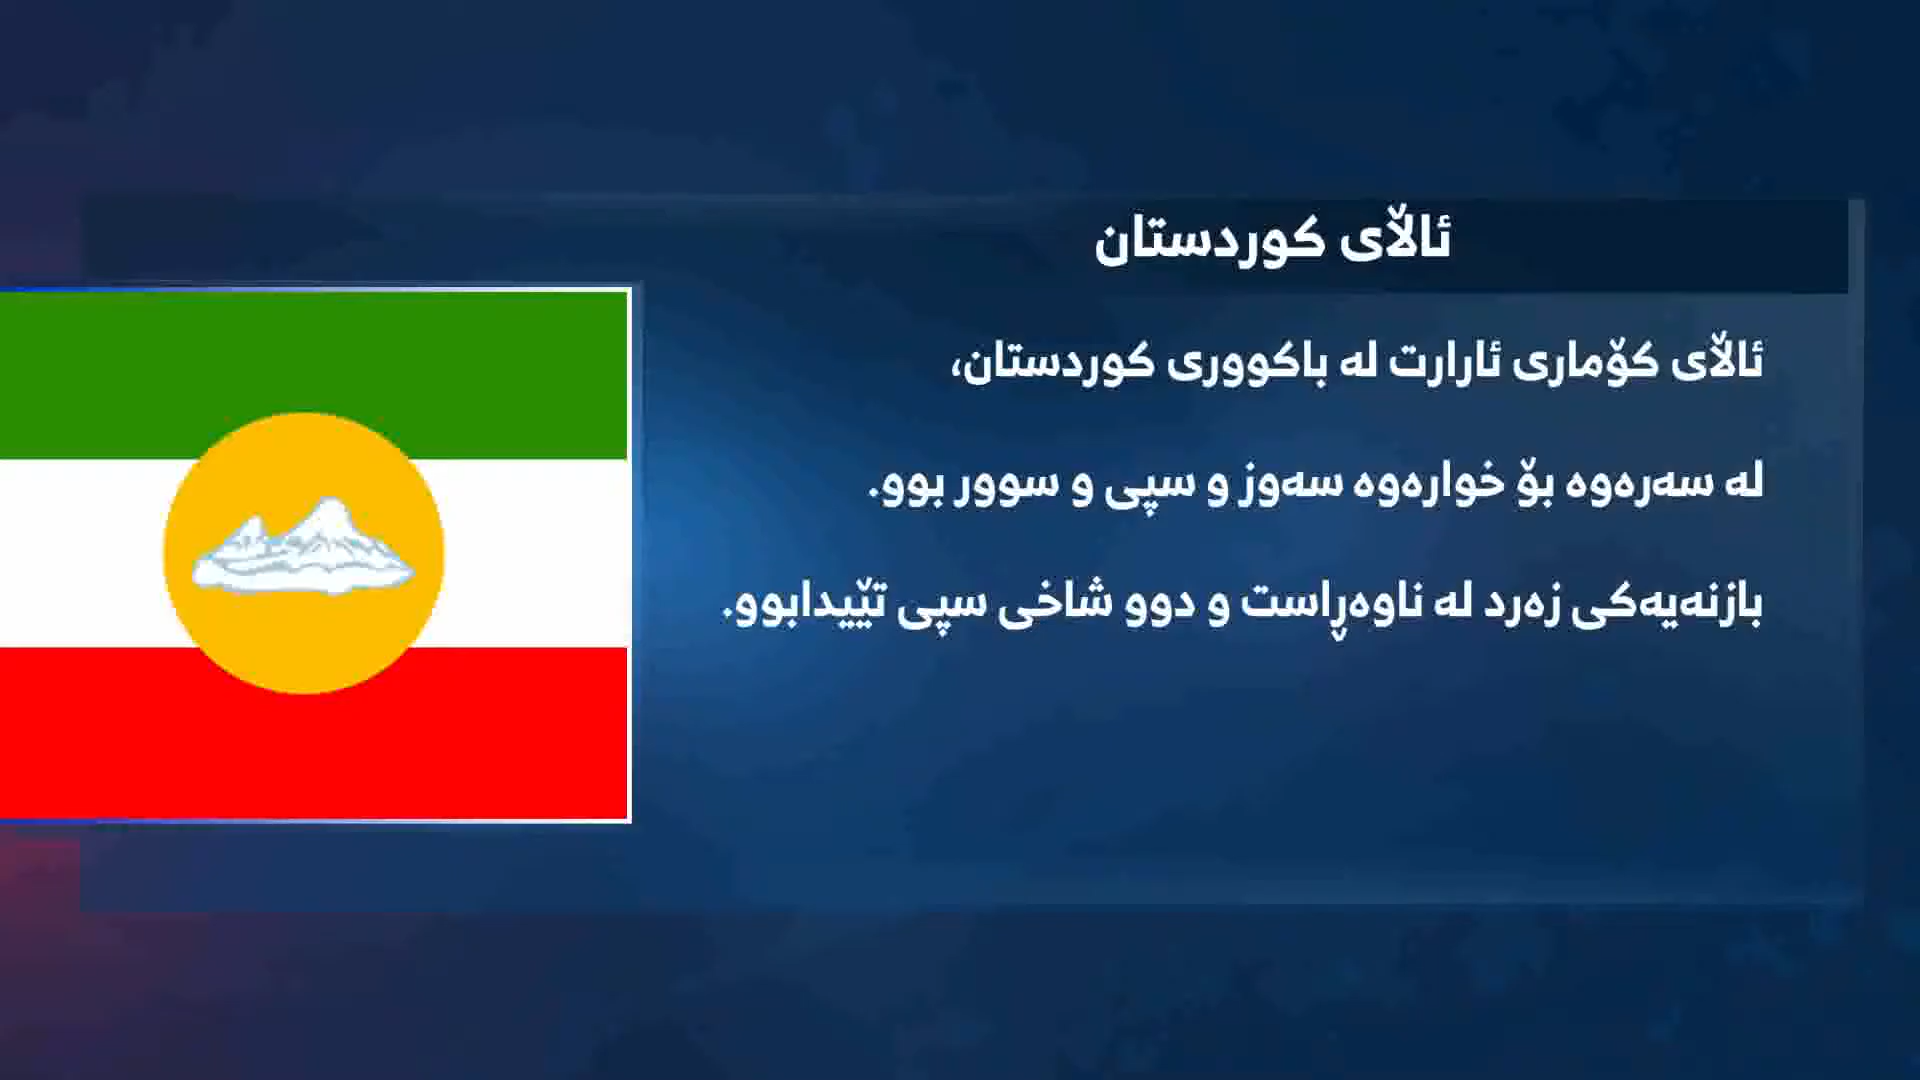 ئاڵای کوردستان
ئاڵای کۆماری ئارارت لە باکووری کوردستان،
لە سەرەوە بۆ خوارەوە سەوز و سپی و سوور بوو.
بازنەیەکی زەرد لە ناوەڕاست و دوو شاخی سپی تێیدابوو.